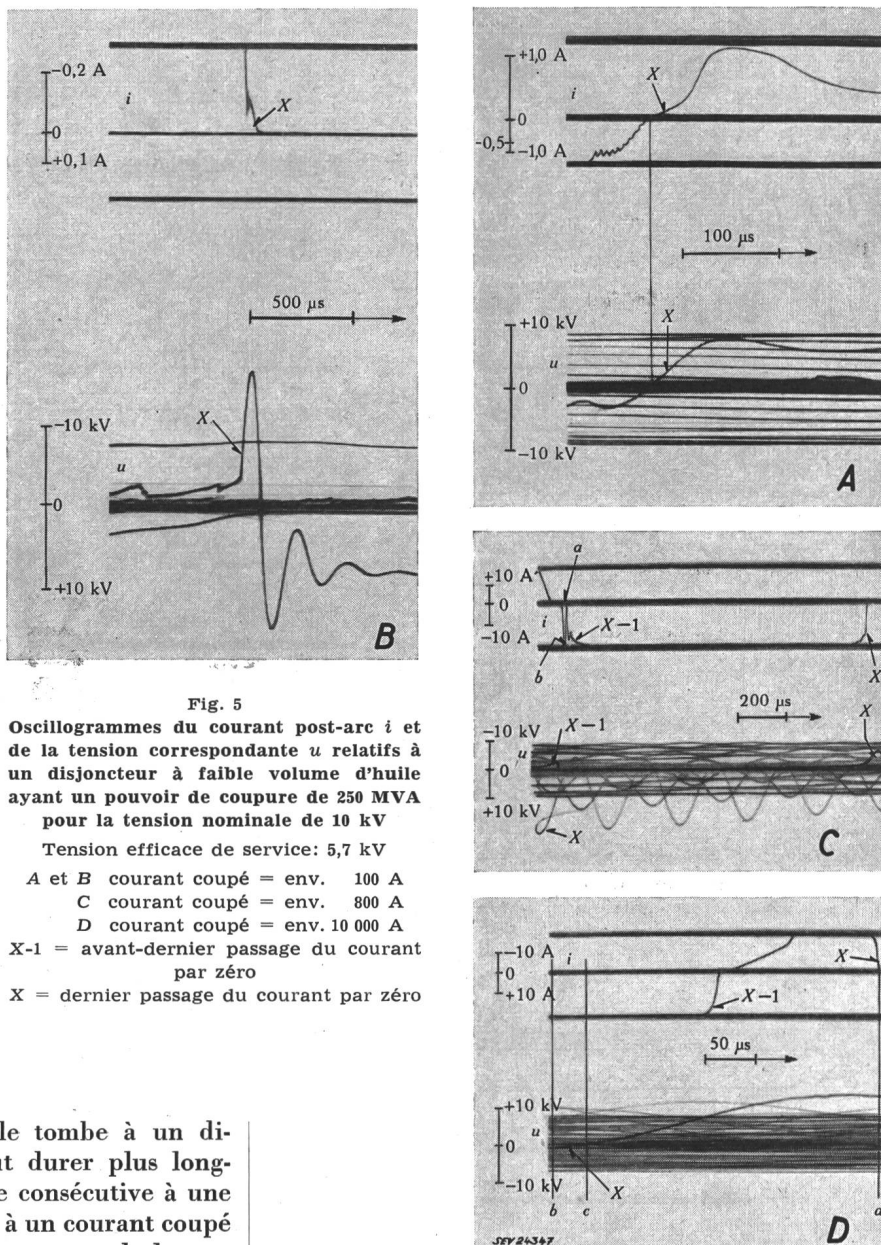 -0,2 A
i
X
0
+0,1 A
500 µs
X
-10 kV
u
0
+10 kV
B
+1,0 A
X
i
0
-0,5
-1,0 A
100 µs
+10 kV
X
u
0
-10 kV
A
a
+10 A
0
i
X-1
-10 A
b
X
200 µs
-10 kV
X-1
X
u
0
+10 kV
X
C
Fig. 5
Oscillogrammes du courant post-arc i et
de la tension correspondante u relatifs à
un disjoncteur à faible volume d'huile
ayant un pouvoir de coupure de 250 MVA
pour la tension nominale de 10 kV
Tension efficace de service: 5,7 kV
A et B courant coupé = env. 100 A
C courant coupé = env. 800 A
D courant coupé = env. 10 000 A
X-1 = avant-dernier passage du courant
par zéro
X = dernier passage du courant par zéro
-10 A
i
X
0
+10 A
X-1
50 µs
+10 kV
u
0
X
-10 kV
b c a
D
SEV 24347
le tombe à un di-
t durer plus long-
e consécutive à une
à un courant coupé